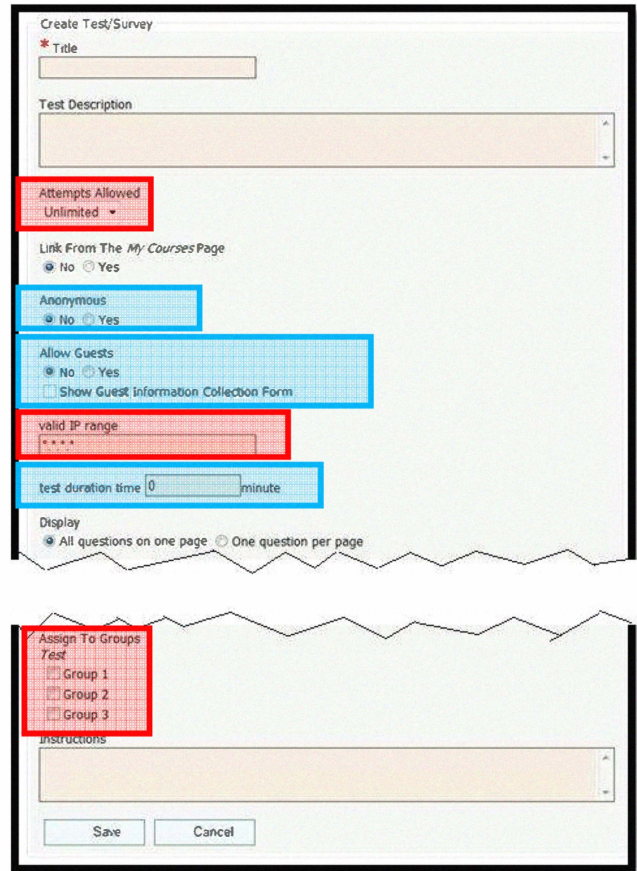 Create Test/Survey
* Title
Test Description
Attempts Allowed
Unlimited
Link From The My Courses Page
No Yes
Anonymous
No Yes
Allow Guests
No Yes
Show Guest Information Collection Form
valid IP range
*.*.*.*
test duration time 0 minute
Display
All questions on one page One question per page
Assign To Groups
Test
Group 1
Group 2
Group 3
Instructions
Save Cancel